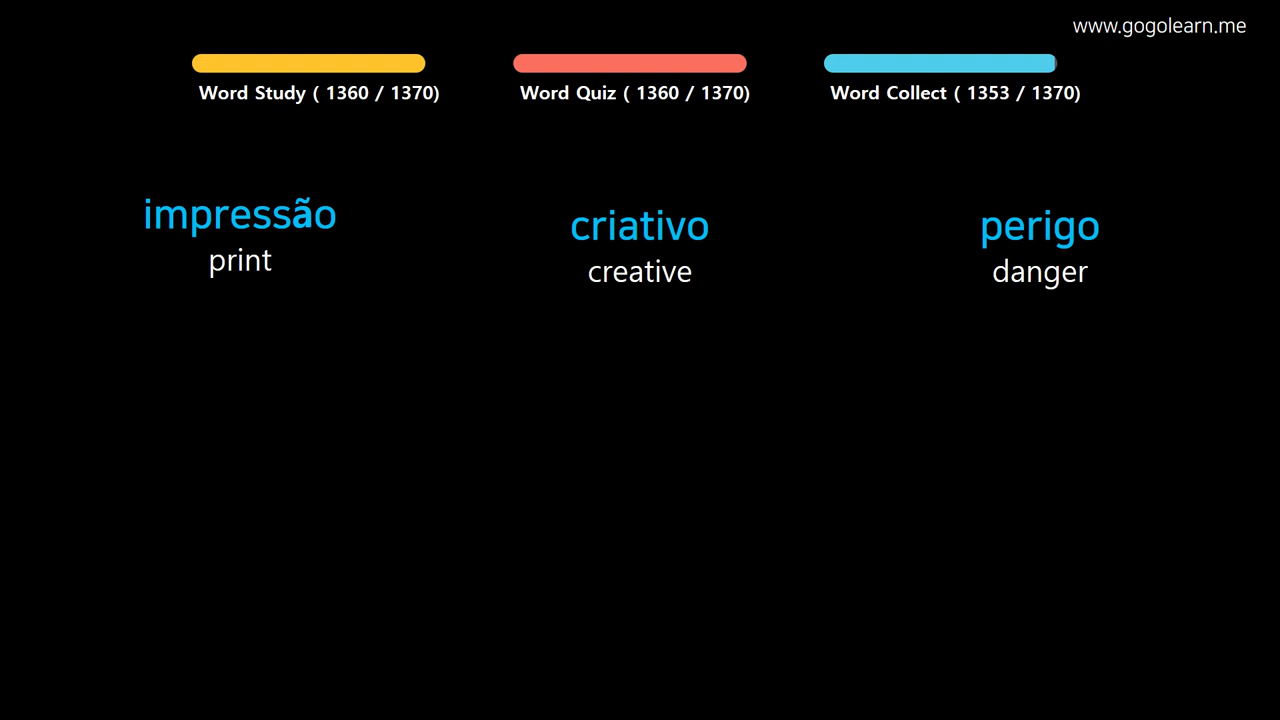 www.gogolearn.me
Word Study ( 1360 / 1370)
Word Quiz ( 1360 / 1370)
Word Collect ( 1353 / 1370)
impressão
print
criativo
creative
perigo
danger